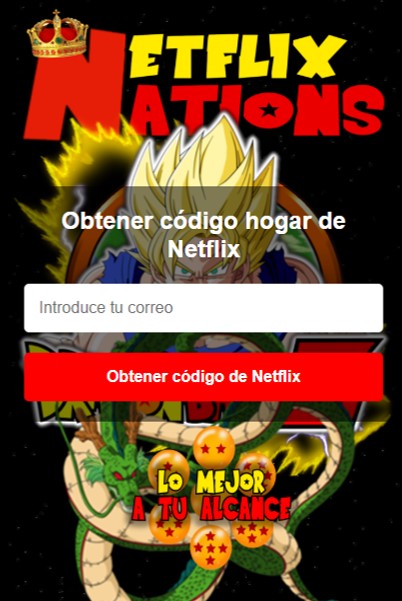 NETFLIX
NATIONS
Obtener código hogar de
Netflix
Introduce tu correo
Obtener código de Netflix
LO MEJOR
A TU ALCANCE